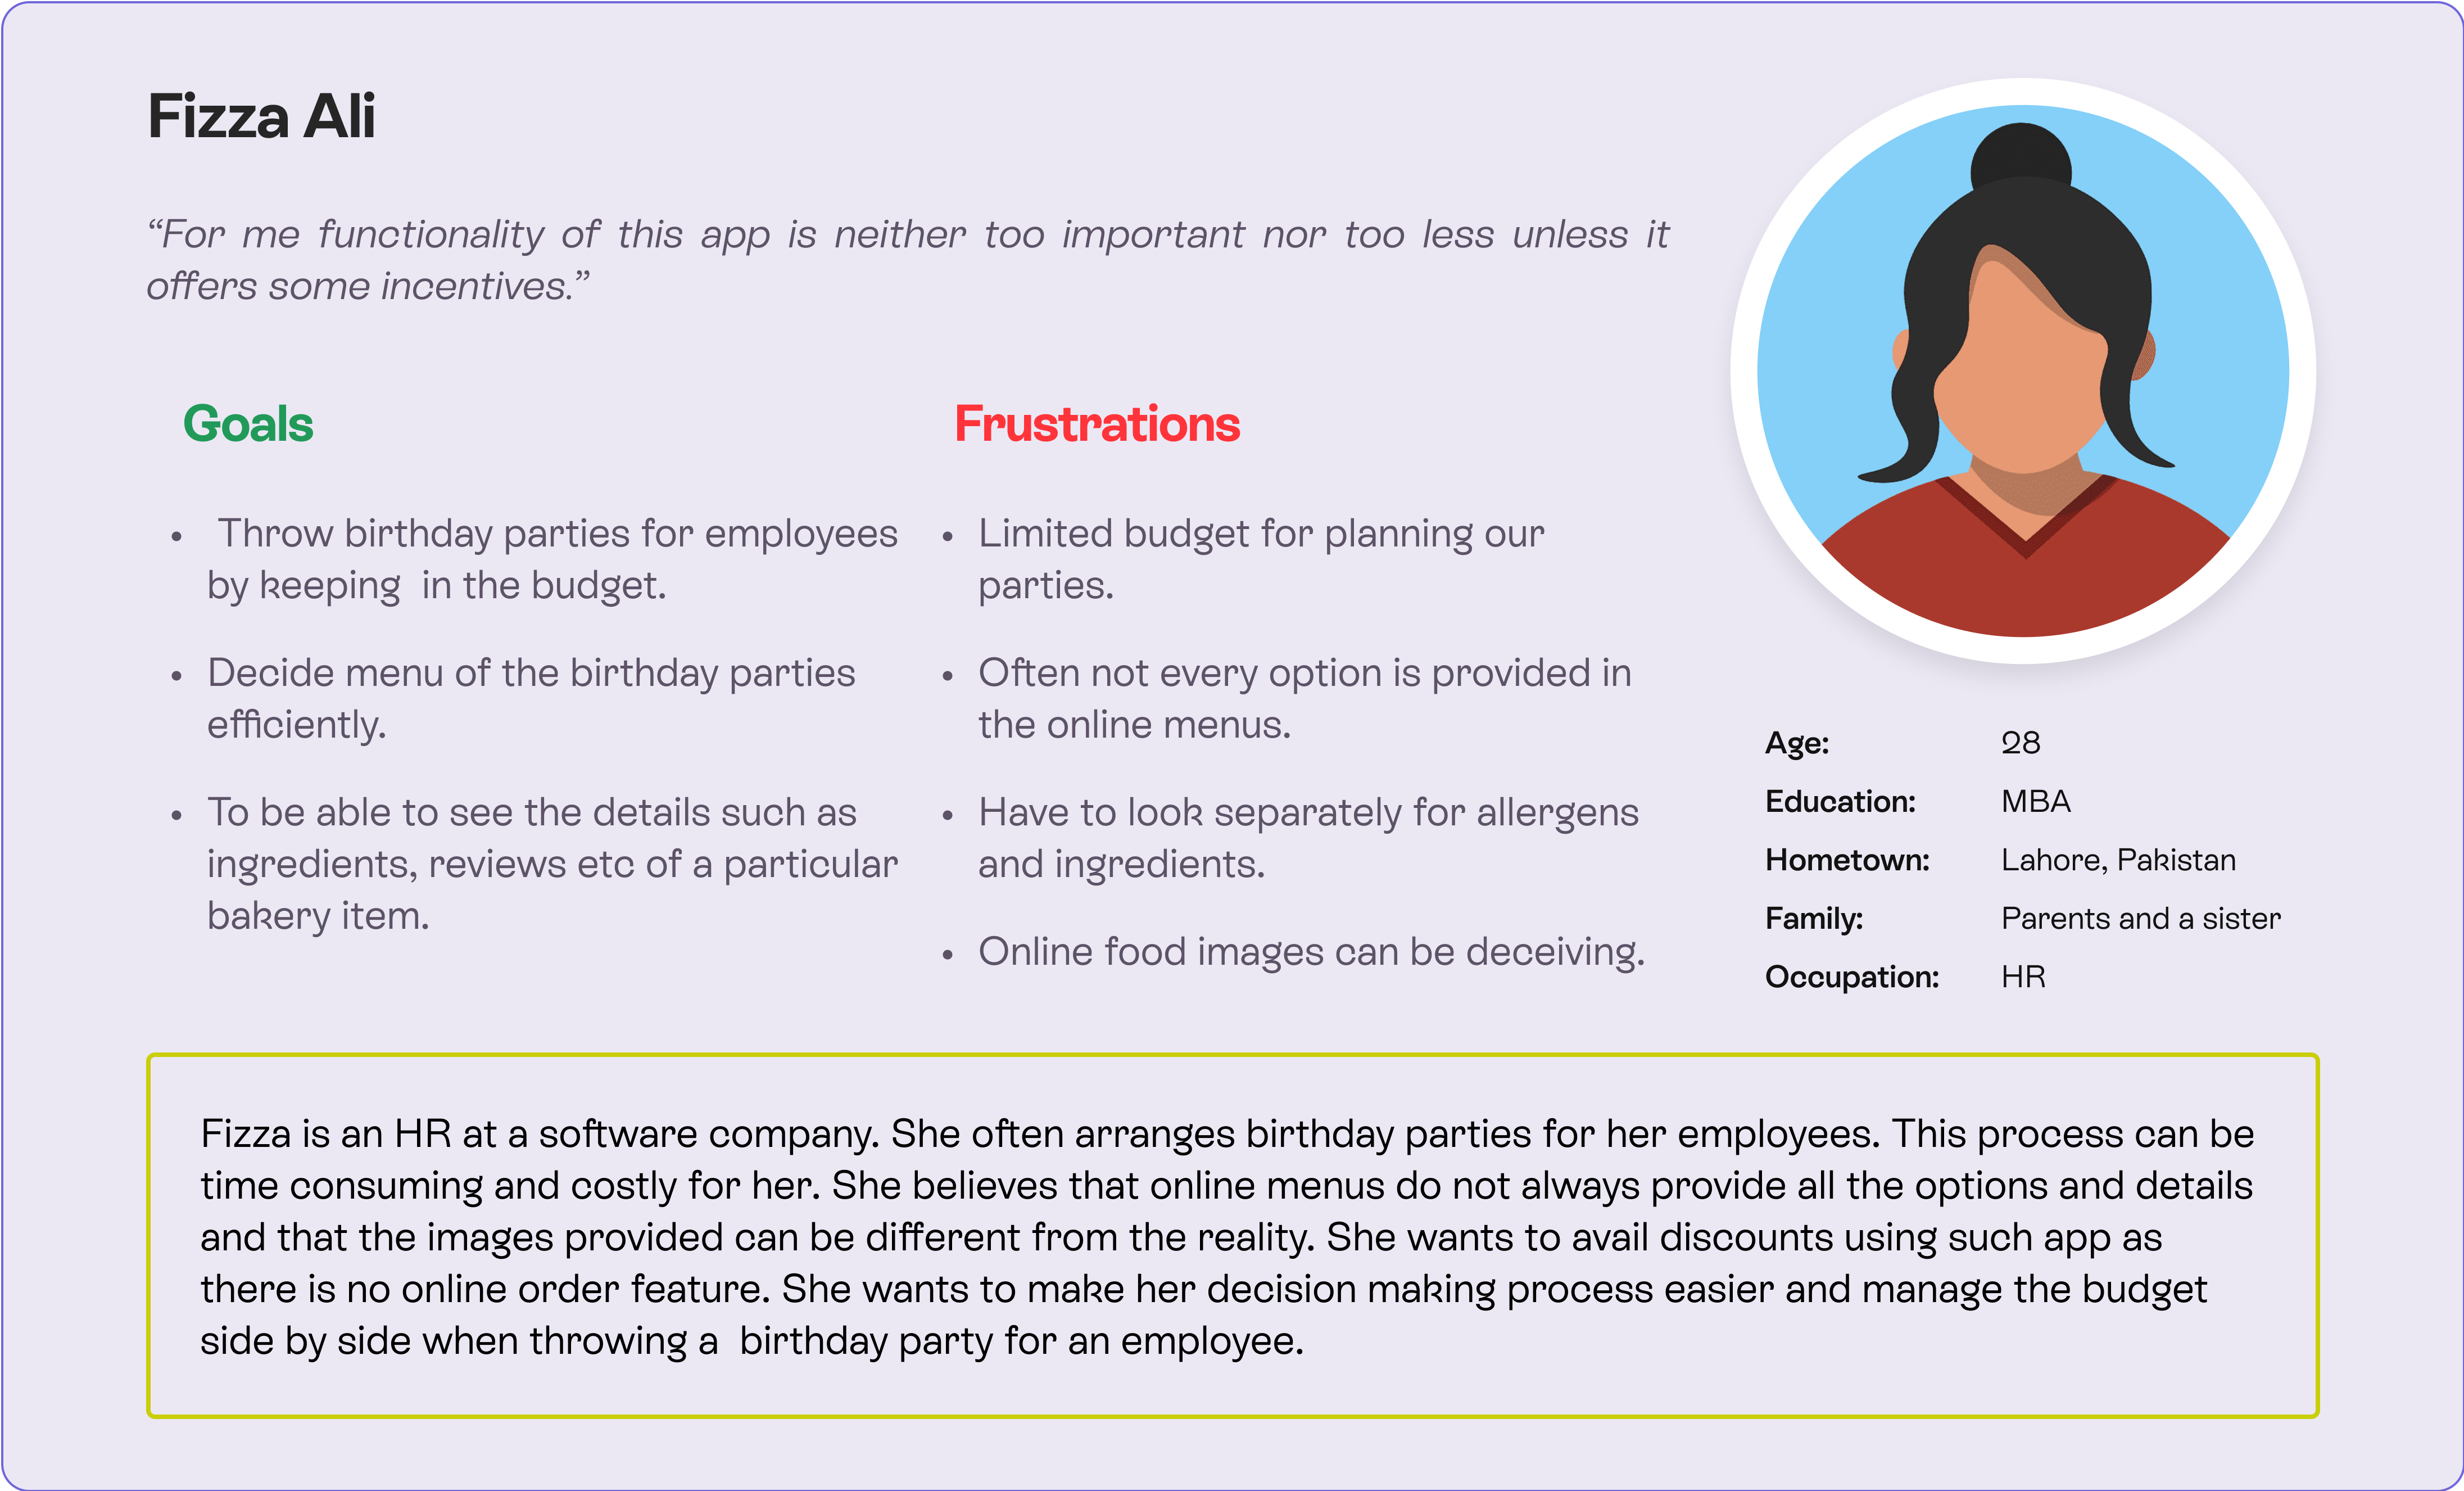 Fizza Ali
“For me functionality of this app is neither too important nor too less unless it
offers some incentives.”
Goals
• Throw birthday parties for employees
by keeping  in the budget.
• Decide menu of the birthday parties
efficiently.
• To be able to see the details such as
ingredients, reviews etc of a particular
bakery item.
Frustrations
• Limited budget for planning our
parties.
• Often not every option is provided in
the online menus.
• Have to look separately for allergens
and ingredients.
• Online food images can be deceiving.
Age: 28
Education: MBA
Hometown: Lahore, Pakistan
Family: Parents and a sister
Occupation: HR
Fizza is an HR at a software company. She often arranges birthday parties for her employees. This process can be
time consuming and costly for her. She believes that online menus do not always provide all the options and details
and that the images provided can be different from the reality. She wants to avail discounts using such app as
there is no online order feature. She wants to make her decision making process easier and manage the budget
side by side when throwing a  birthday party for an employee.